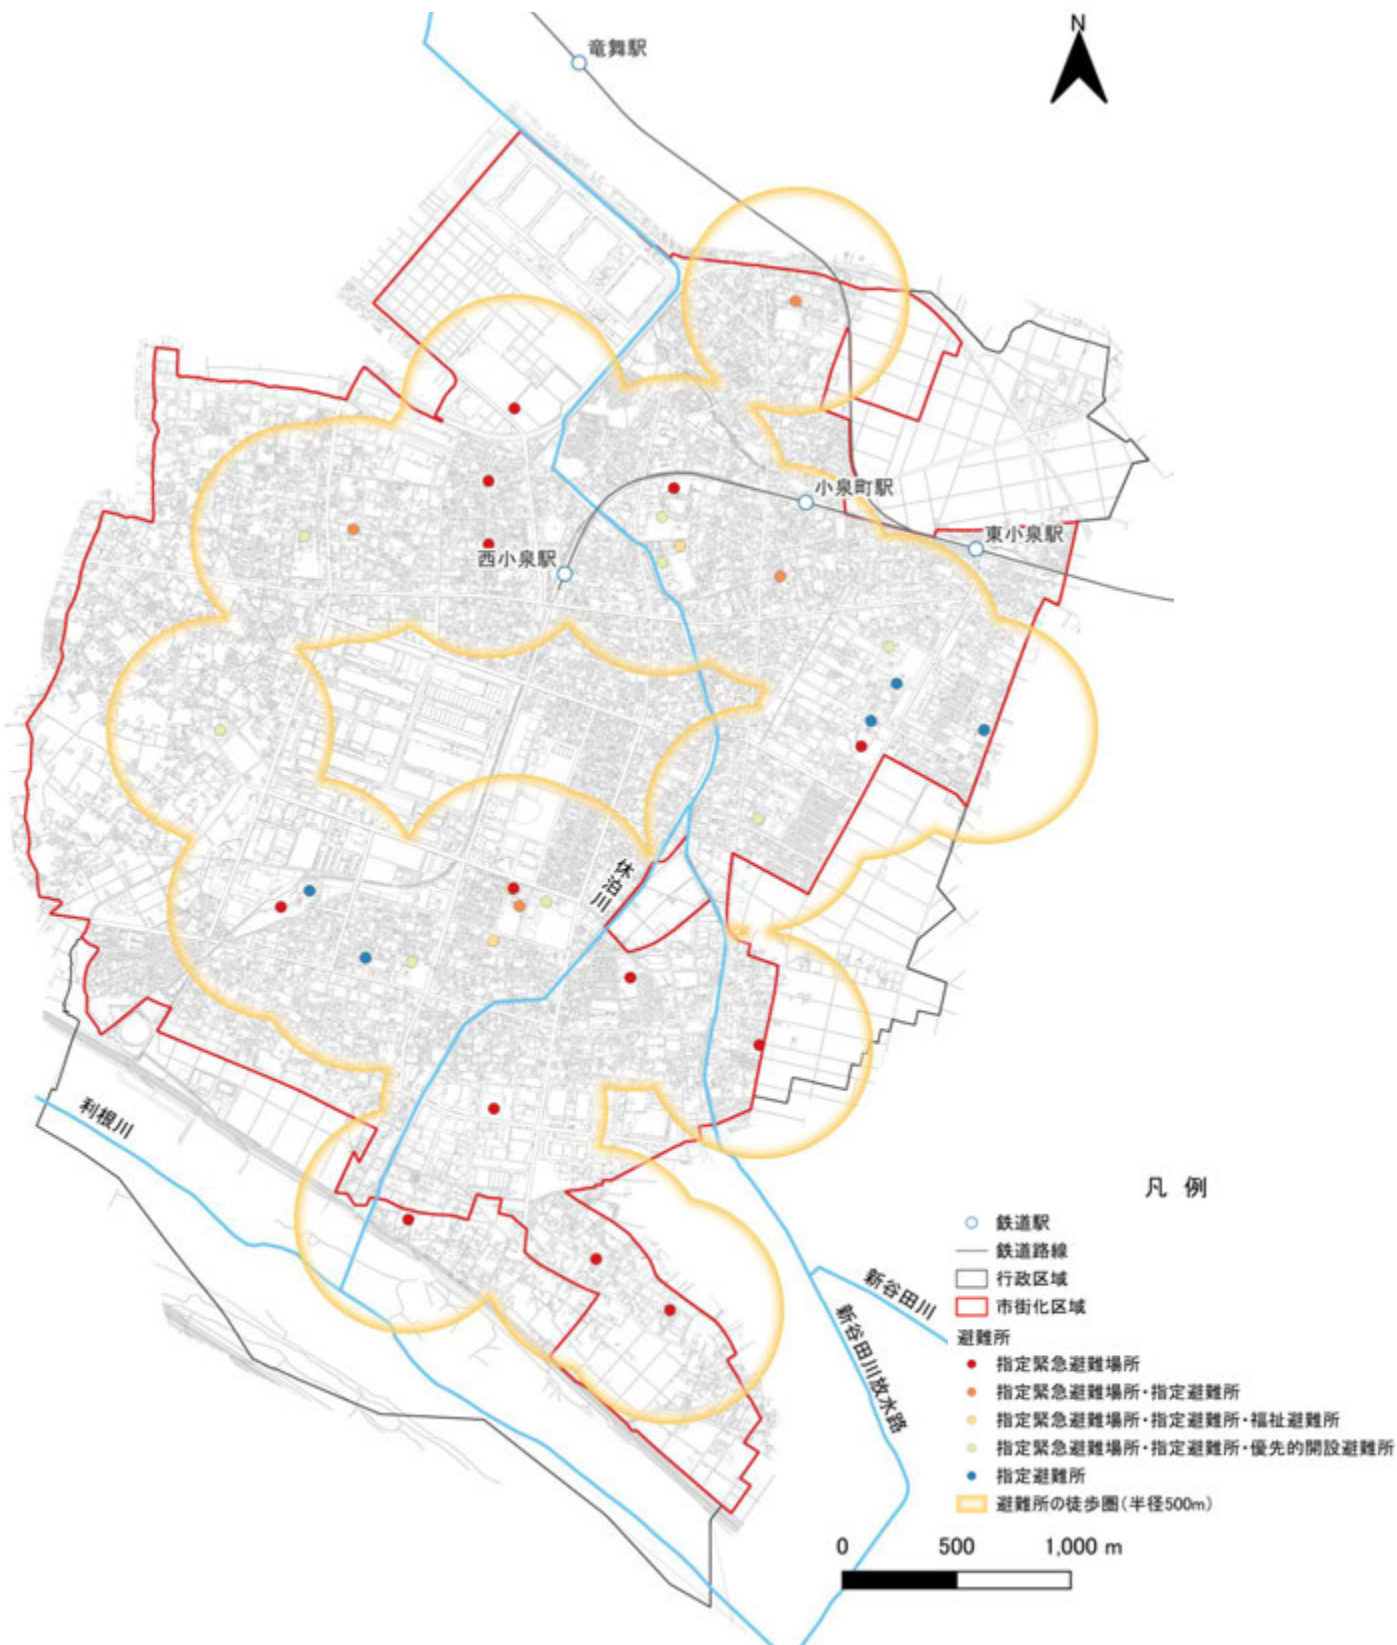 N
竜舞駅
小泉町駅
東小泉駅
西小泉駅
休泊川
利根川
新谷田川
新谷田川放水路
凡 例
鉄道駅
鉄道路線
行政区域
市街化区域
避難所
指定緊急避難場所
指定緊急避難場所・指定避難所
指定緊急避難場所・指定避難所・福祉避難所
指定緊急避難場所・指定避難所・優先的開設避難所
指定避難所
避難所の徒歩圏(半径500m)
0 500 1,000 m